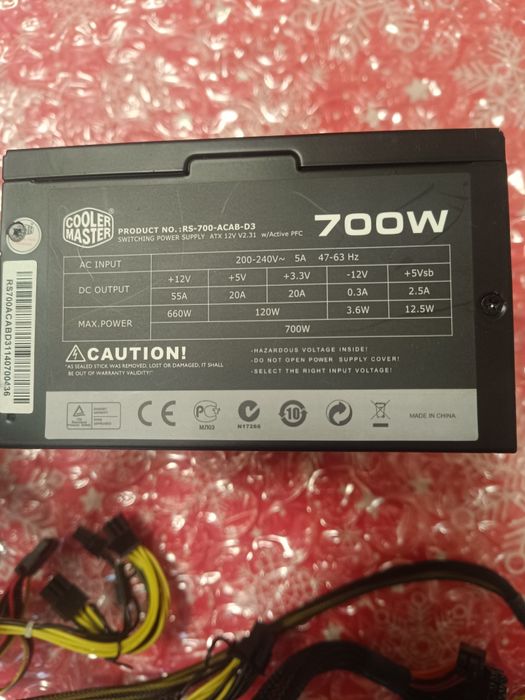 COOLER
MASTER
PRODUCT NO. :RS-700-ACAB-D3
SWITCHING POWER SUPPLY ATX 12V V2.31 w/Active PFC
700W
AC INPUT 200-240V~ 5A 47-63 Hz
DC OUTPUT +12V +5V +3.3V -12V +5Vsb
55A 20A 20A 0.3A 2.5A
MAX.POWER 660W 120W 3.6W 12.5W
700W
CAUTION!
"AS SEALED STICK WAS REMOVED, LOST OR DAMAGED, IT SHALL
BE OUT OF WARRANTY VALIDITY."
-HAZARDOUS VOLTAGE INSIDE!
-DO NOT OPEN POWER SUPPLY COVER!
-SELECT THE RIGHT INPUT VOLTAGE!
RS700ACABD31140700436
CE
МЛ03
N17266
10
MADE IN CHINA